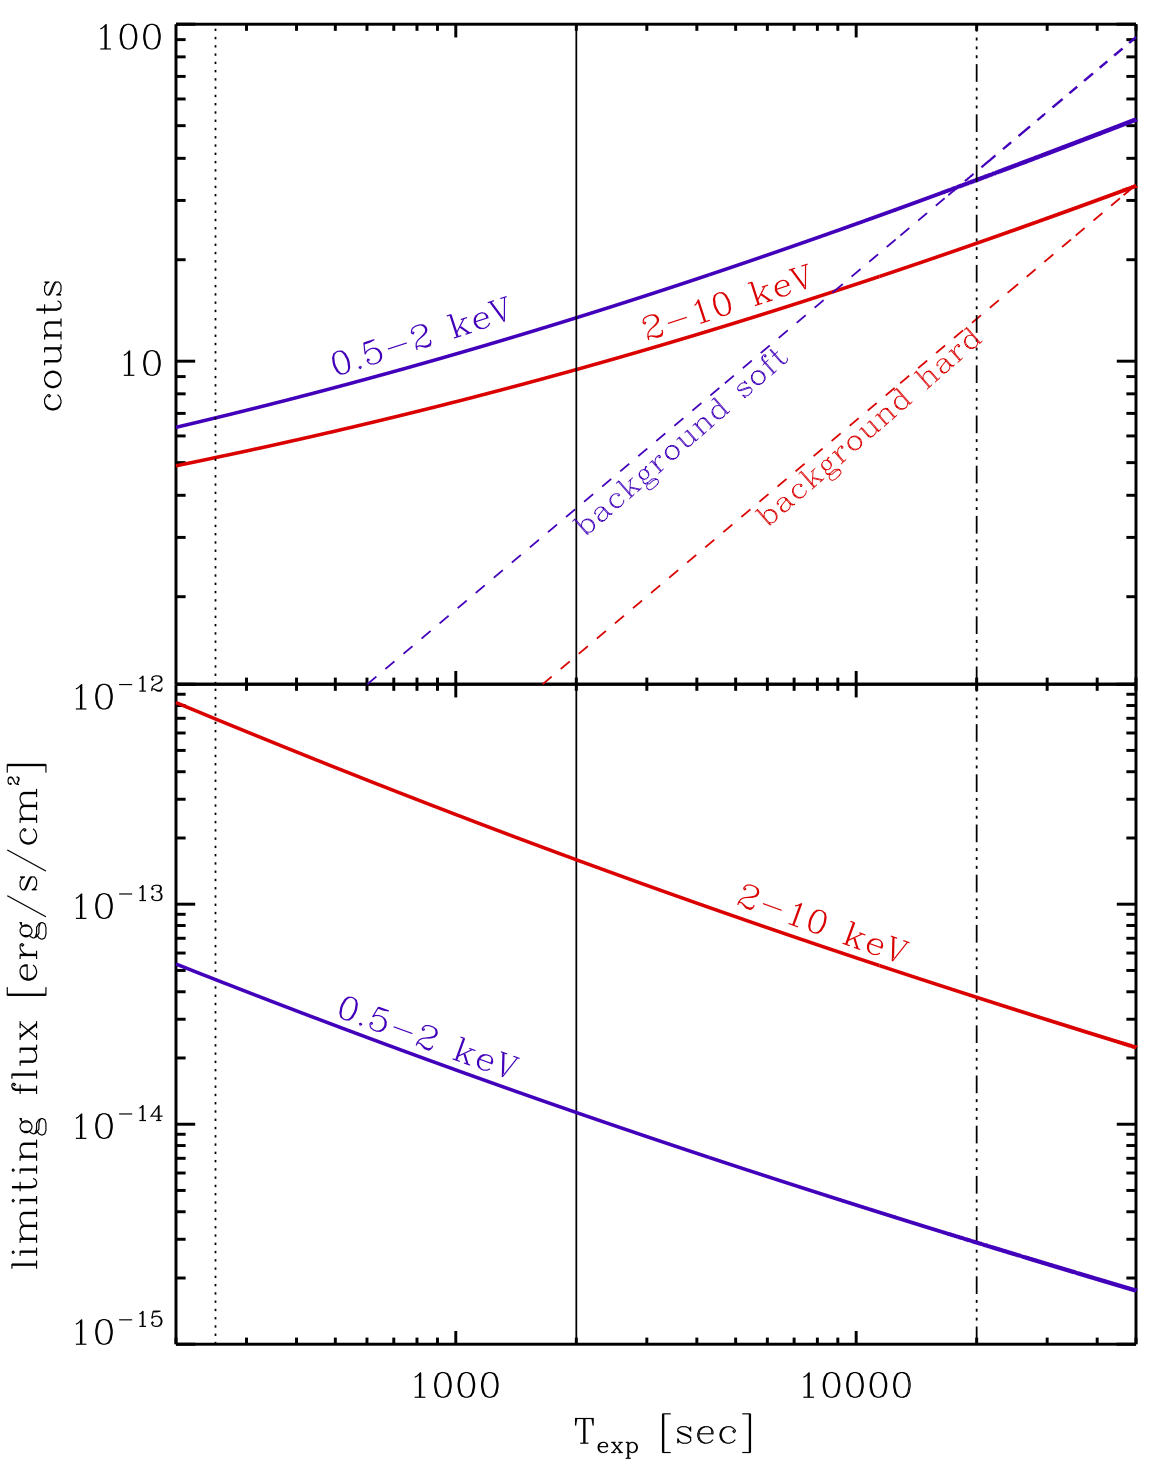 100
10
counts
0.5−2 keV
2−10 keV
background soft
background hard
10⁻¹²
10⁻¹³
10⁻¹⁴
10⁻¹⁵
limiting flux [erg/s/cm²]
2−10 keV
0.5−2 keV
1000
10000
T_exp [sec]